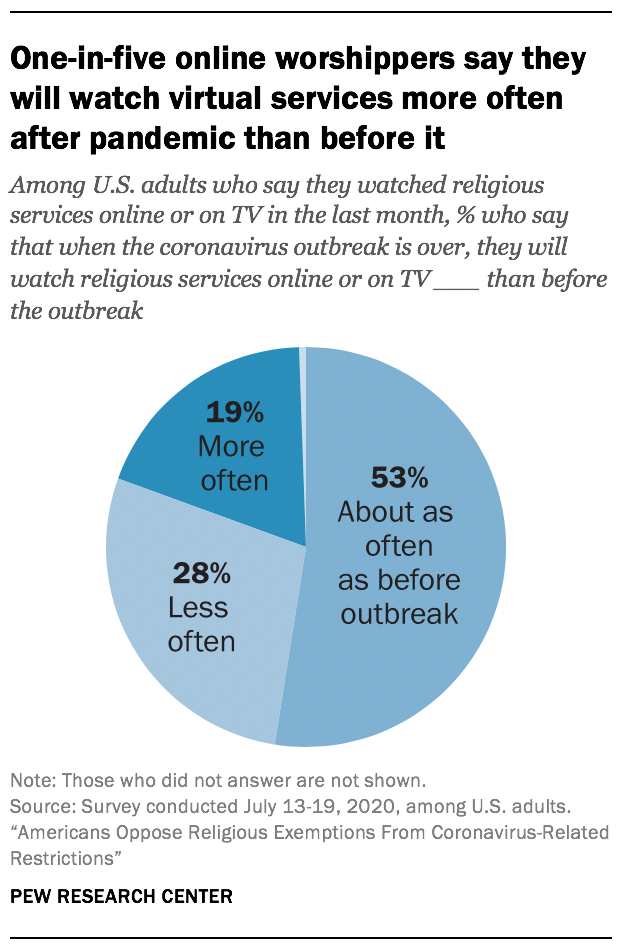 One-in-five online worshippers say they
will watch virtual services more often
after pandemic than before it
Among U.S. adults who say they watched religious
services online or on TV in the last month, % who say
that when the coronavirus outbreak is over, they will
watch religious services online or on TV ___ than before
the outbreak
19%
More
often
53%
About as
often
as before
outbreak
28%
Less
often
Note: Those who did not answer are not shown.
Source: Survey conducted July 13-19, 2020, among U.S. adults.
“Americans Oppose Religious Exemptions From Coronavirus-Related
Restrictions”
PEW RESEARCH CENTER